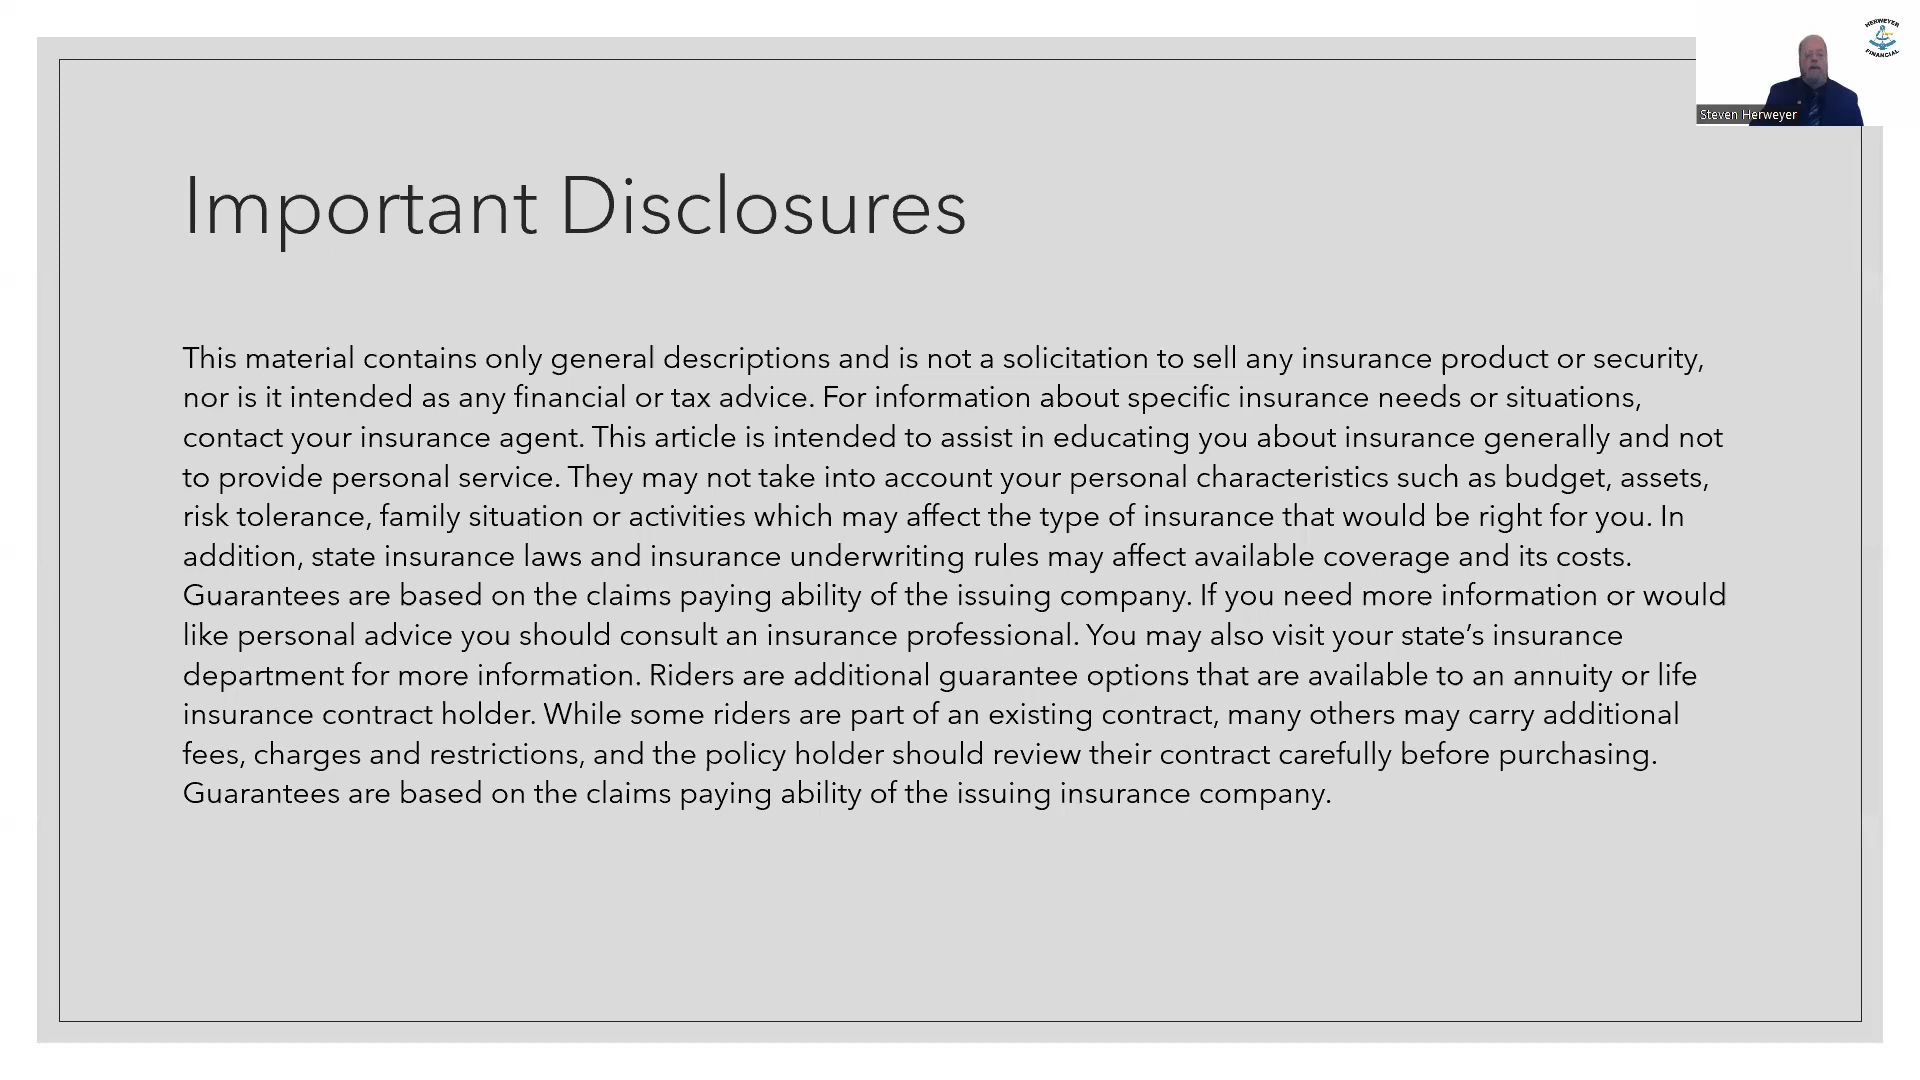 HERWEYER
FINANCIAL
Steven Herweyer
Important Disclosures
This material contains only general descriptions and is not a solicitation to sell any insurance product or security,
nor is it intended as any financial or tax advice. For information about specific insurance needs or situations,
contact your insurance agent. This article is intended to assist in educating you about insurance generally and not
to provide personal service. They may not take into account your personal characteristics such as budget, assets,
risk tolerance, family situation or activities which may affect the type of insurance that would be right for you. In
addition, state insurance laws and insurance underwriting rules may affect available coverage and its costs.
Guarantees are based on the claims paying ability of the issuing company. If you need more information or would
like personal advice you should consult an insurance professional. You may also visit your state’s insurance
department for more information. Riders are additional guarantee options that are available to an annuity or life
insurance contract holder. While some riders are part of an existing contract, many others may carry additional
fees, charges and restrictions, and the policy holder should review their contract carefully before purchasing.
Guarantees are based on the claims paying ability of the issuing insurance company.